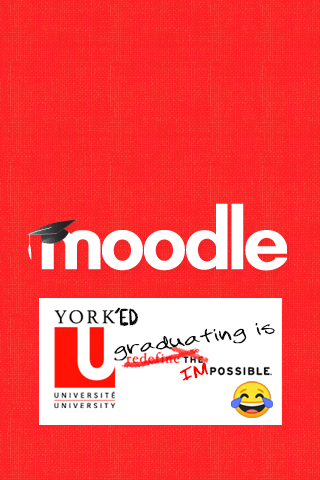 moodle
YORK'ED
U
graduating is
redefine THE
IMPOSSIBLE.
UNIVERSITÉ
UNIVERSITY